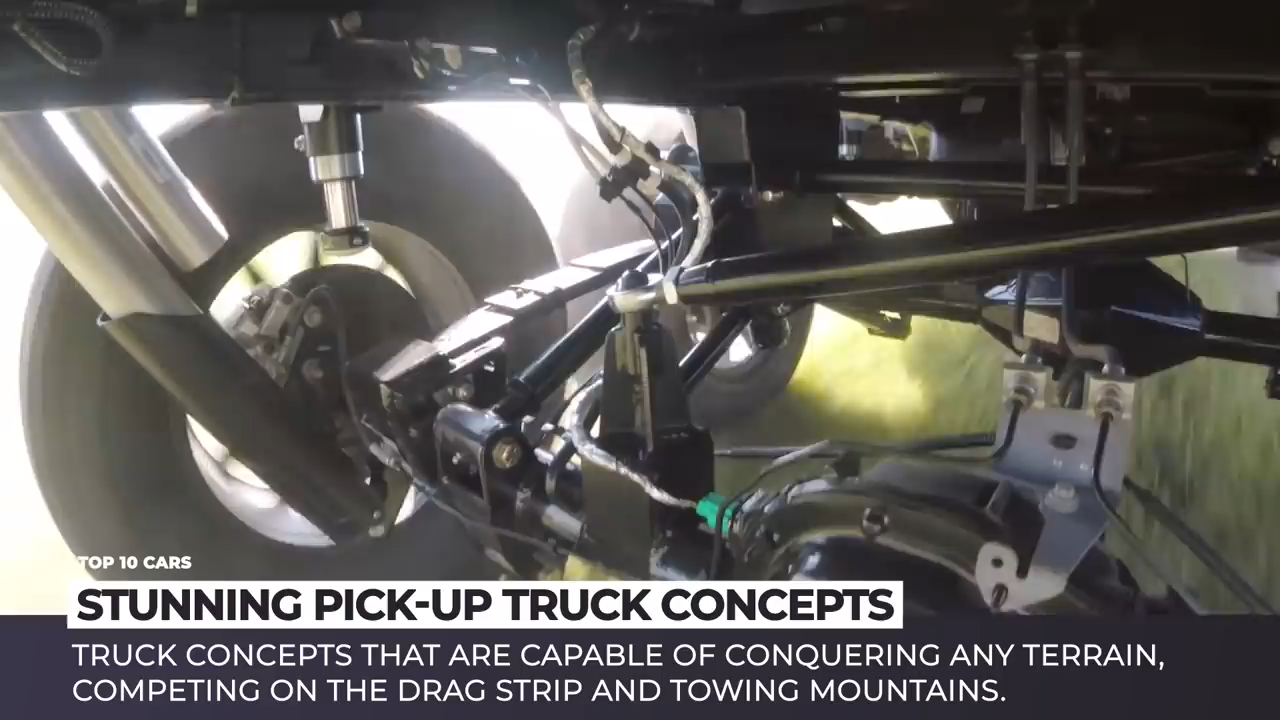 TOP 10 CARS
STUNNING PICK-UP TRUCK CONCEPTS
TRUCK CONCEPTS THAT ARE CAPABLE OF CONQUERING ANY TERRAIN,
COMPETING ON THE DRAG STRIP AND TOWING MOUNTAINS.